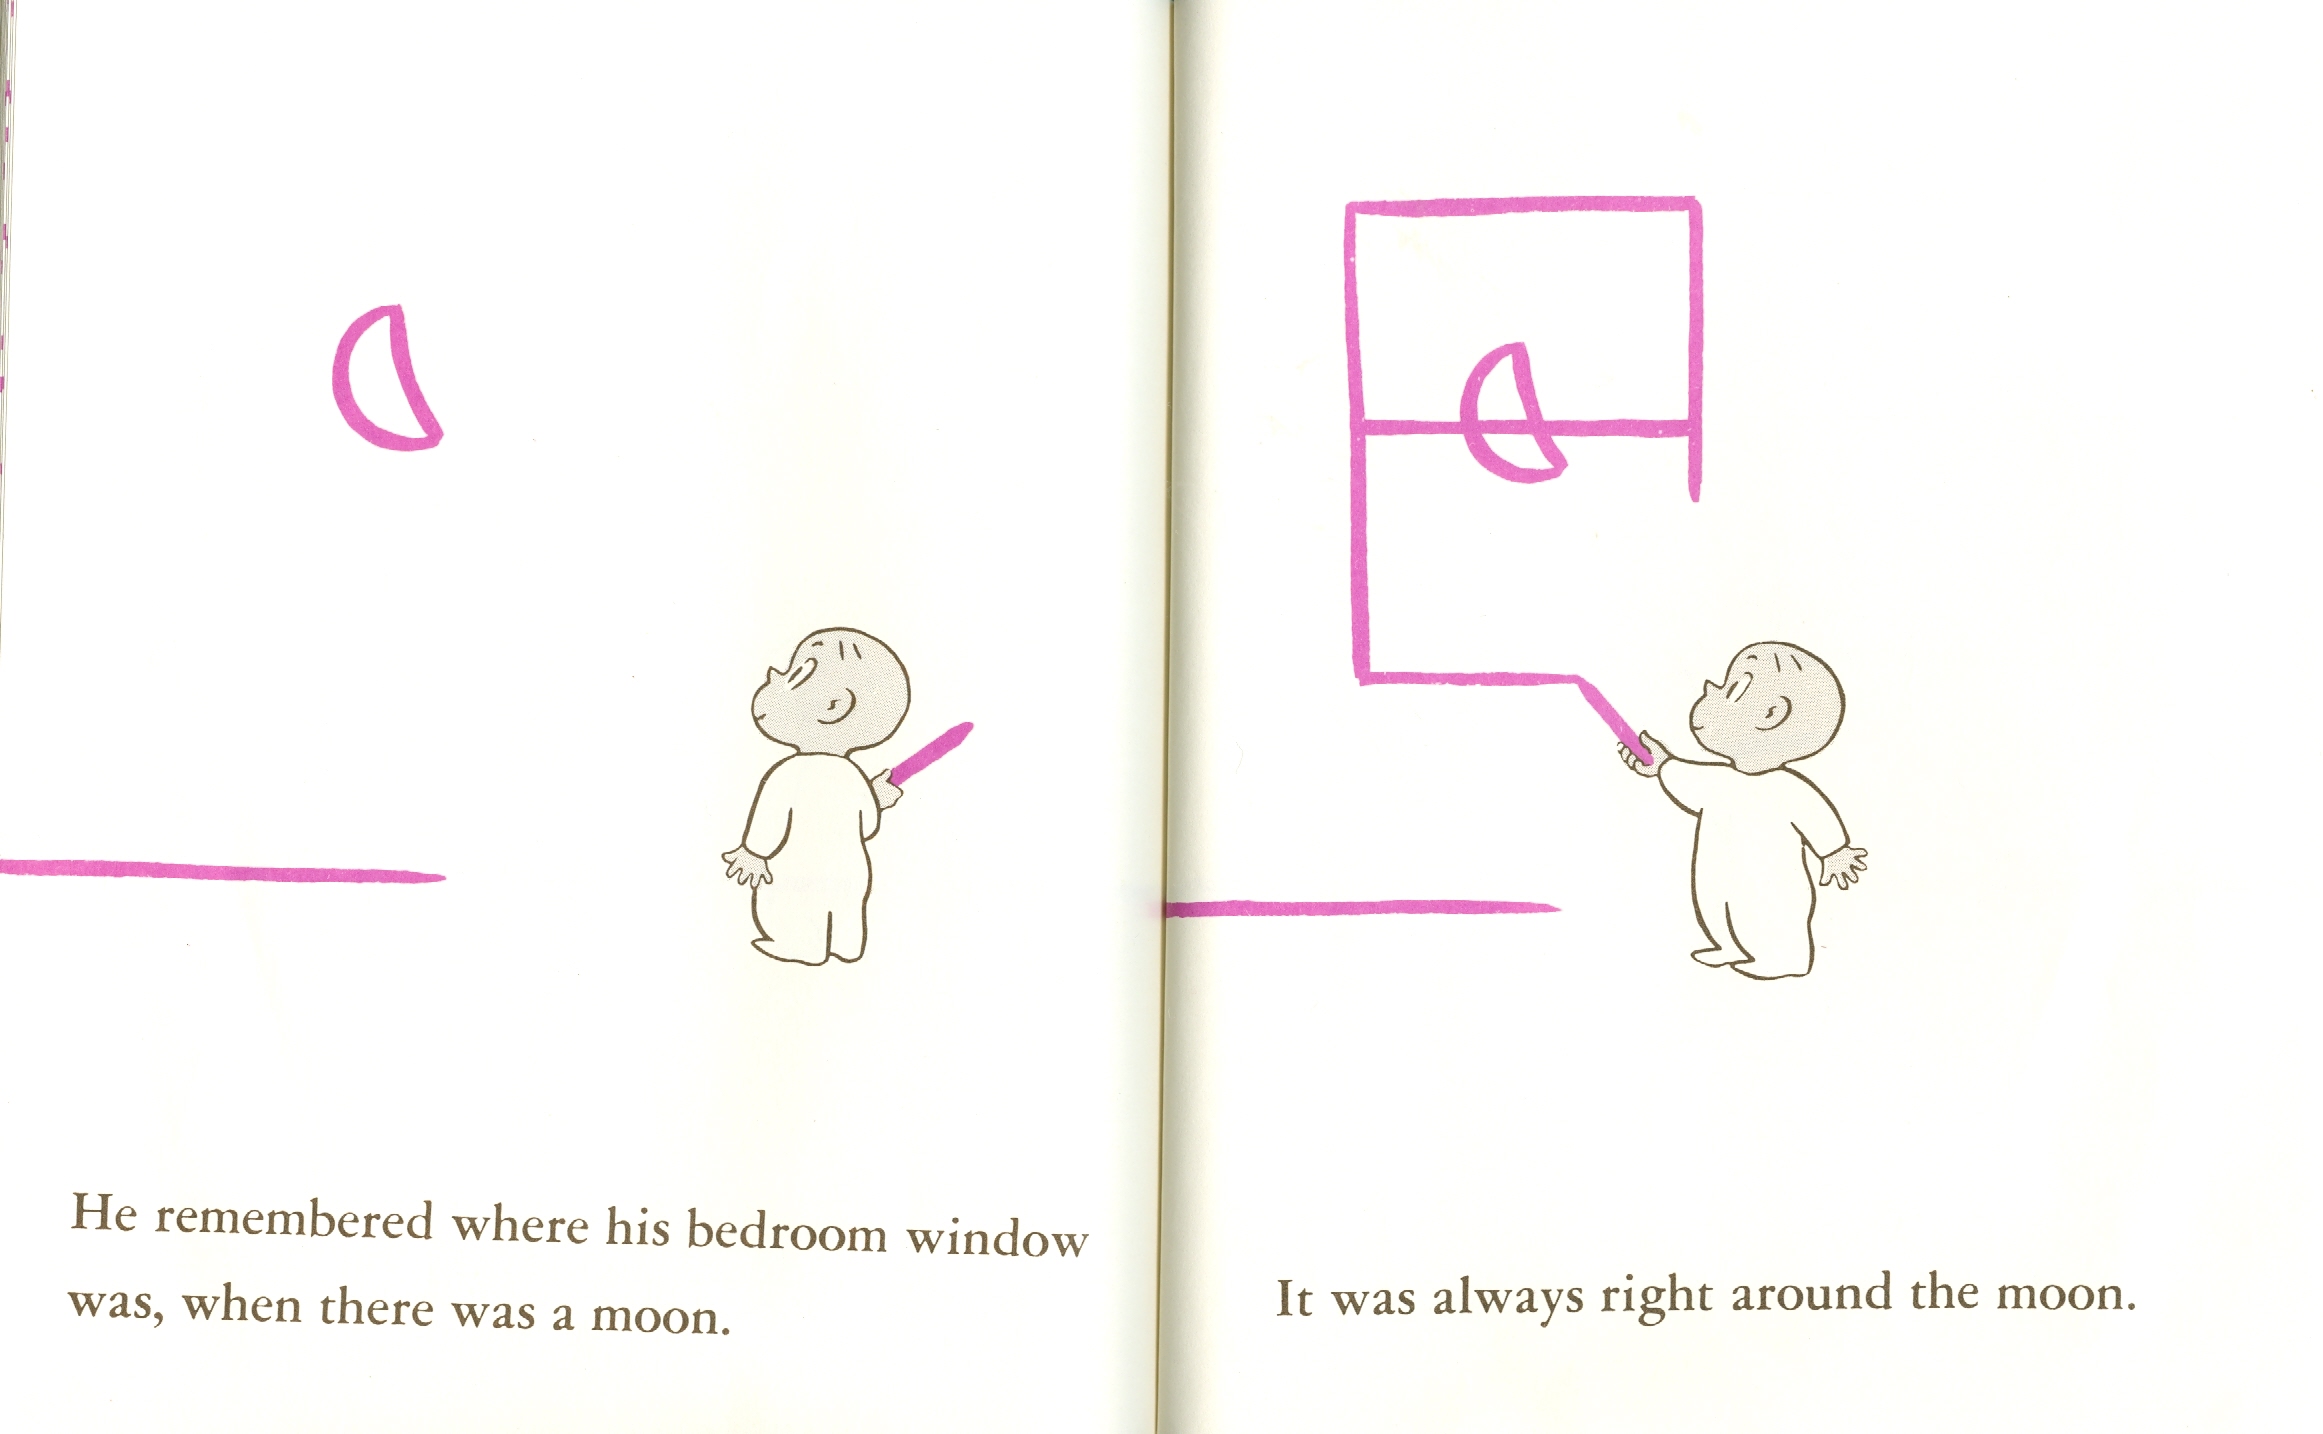 He remembered where his bedroom window
was, when there was a moon.
It was always right around the moon.